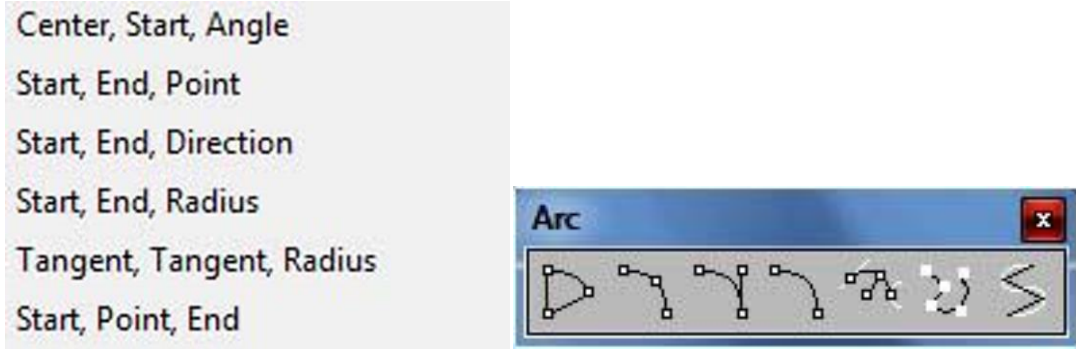 Center, Start, Angle
Start, End, Point
Start, End, Direction
Start, End, Radius
Tangent, Tangent, Radius
Start, Point, End
Arc